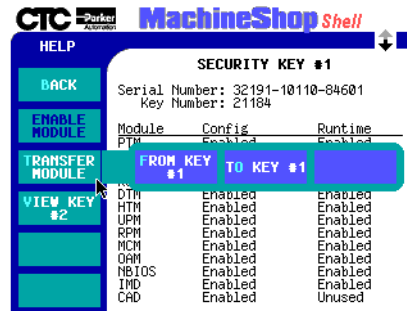 CTC Parker Automation MachineShop Shell
HELP
SECURITY KEY #1
BACK
Serial Number: 32191-10110-84601
Key Number: 21184
ENABLE MODULE
Module Config Runtime
PTM Enabled Enabled
TRANSFER MODULE
FROM KEY #1
TO KEY #1
DTM Enabled Enabled
VIEW KEY #2
HTM Enabled Enabled
UPM Enabled Enabled
RPM Enabled Enabled
MCM Enabled Enabled
OAM Enabled Enabled
NBIOS Enabled Enabled
IMD Enabled Enabled
CAD Enabled Unused